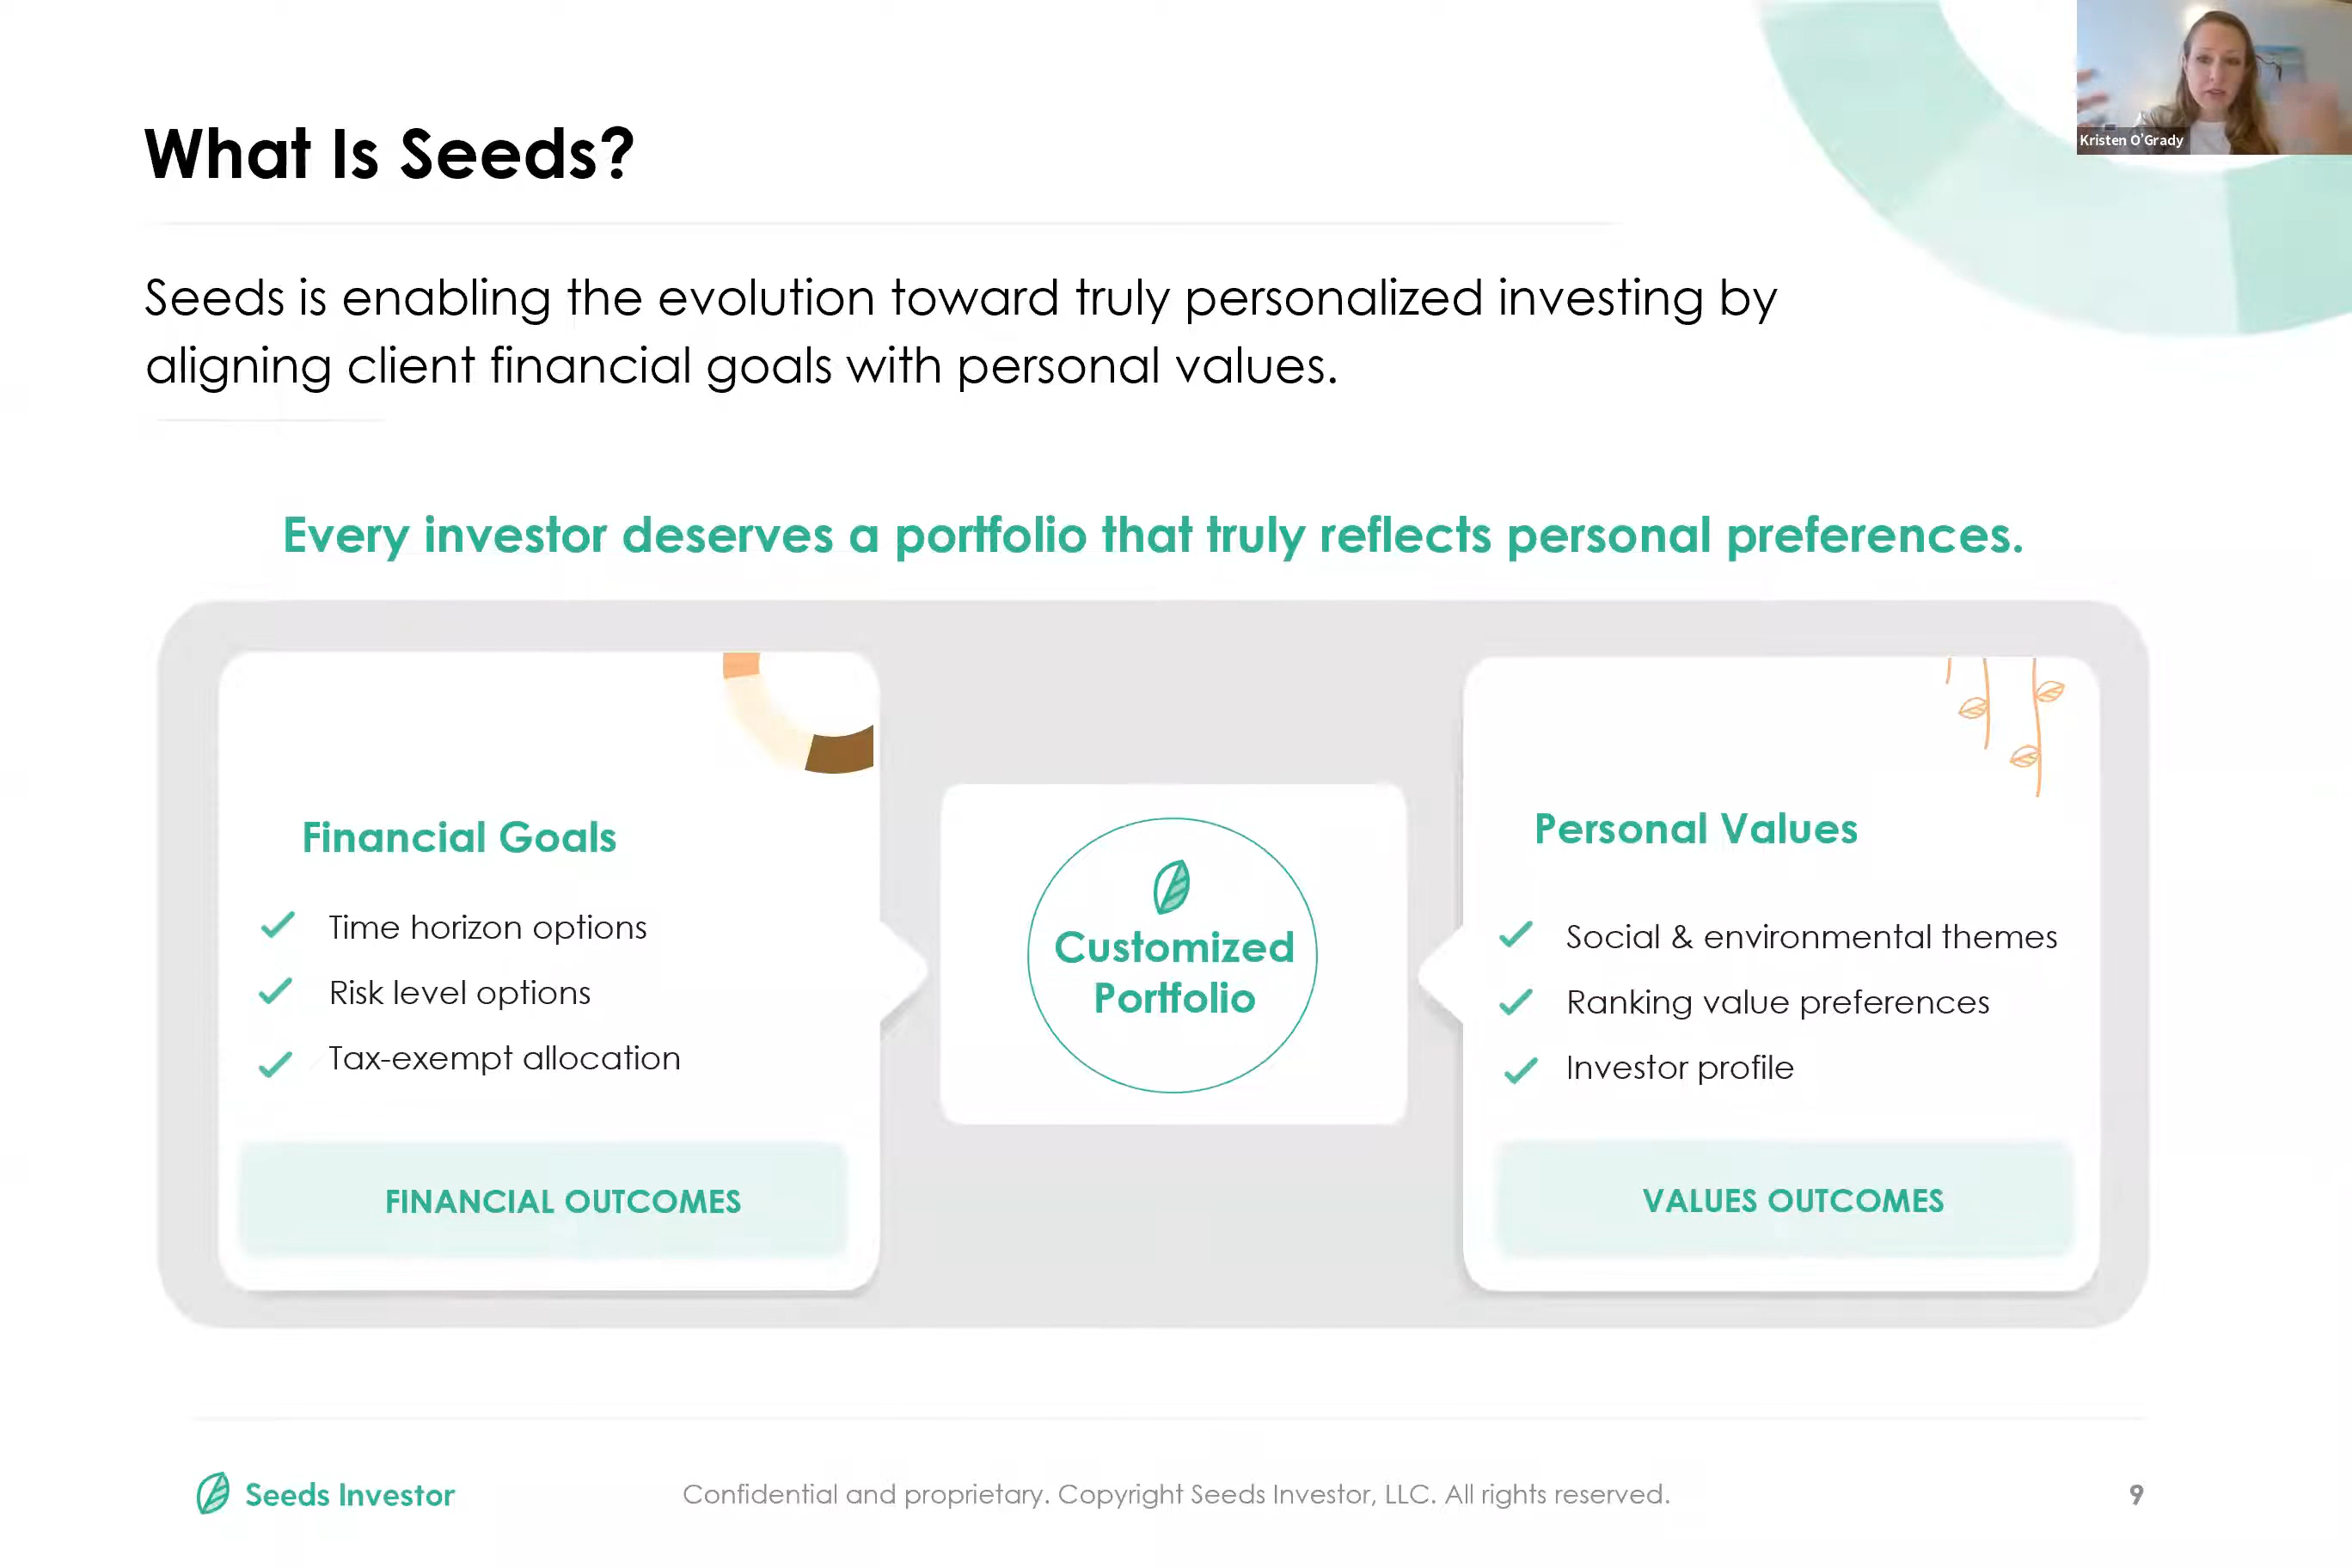 Kristen O'Grady
What Is Seeds?
Seeds is enabling the evolution toward truly personalized investing by
aligning client financial goals with personal values.
Every investor deserves a portfolio that truly reflects personal preferences.
Financial Goals
Time horizon options
Risk level options
Tax-exempt allocation
FINANCIAL OUTCOMES
Customized
Portfolio
Personal Values
Social & environmental themes
Ranking value preferences
Investor profile
VALUES OUTCOMES
Seeds Investor
Confidential and proprietary. Copyright Seeds Investor, LLC. All rights reserved.
9